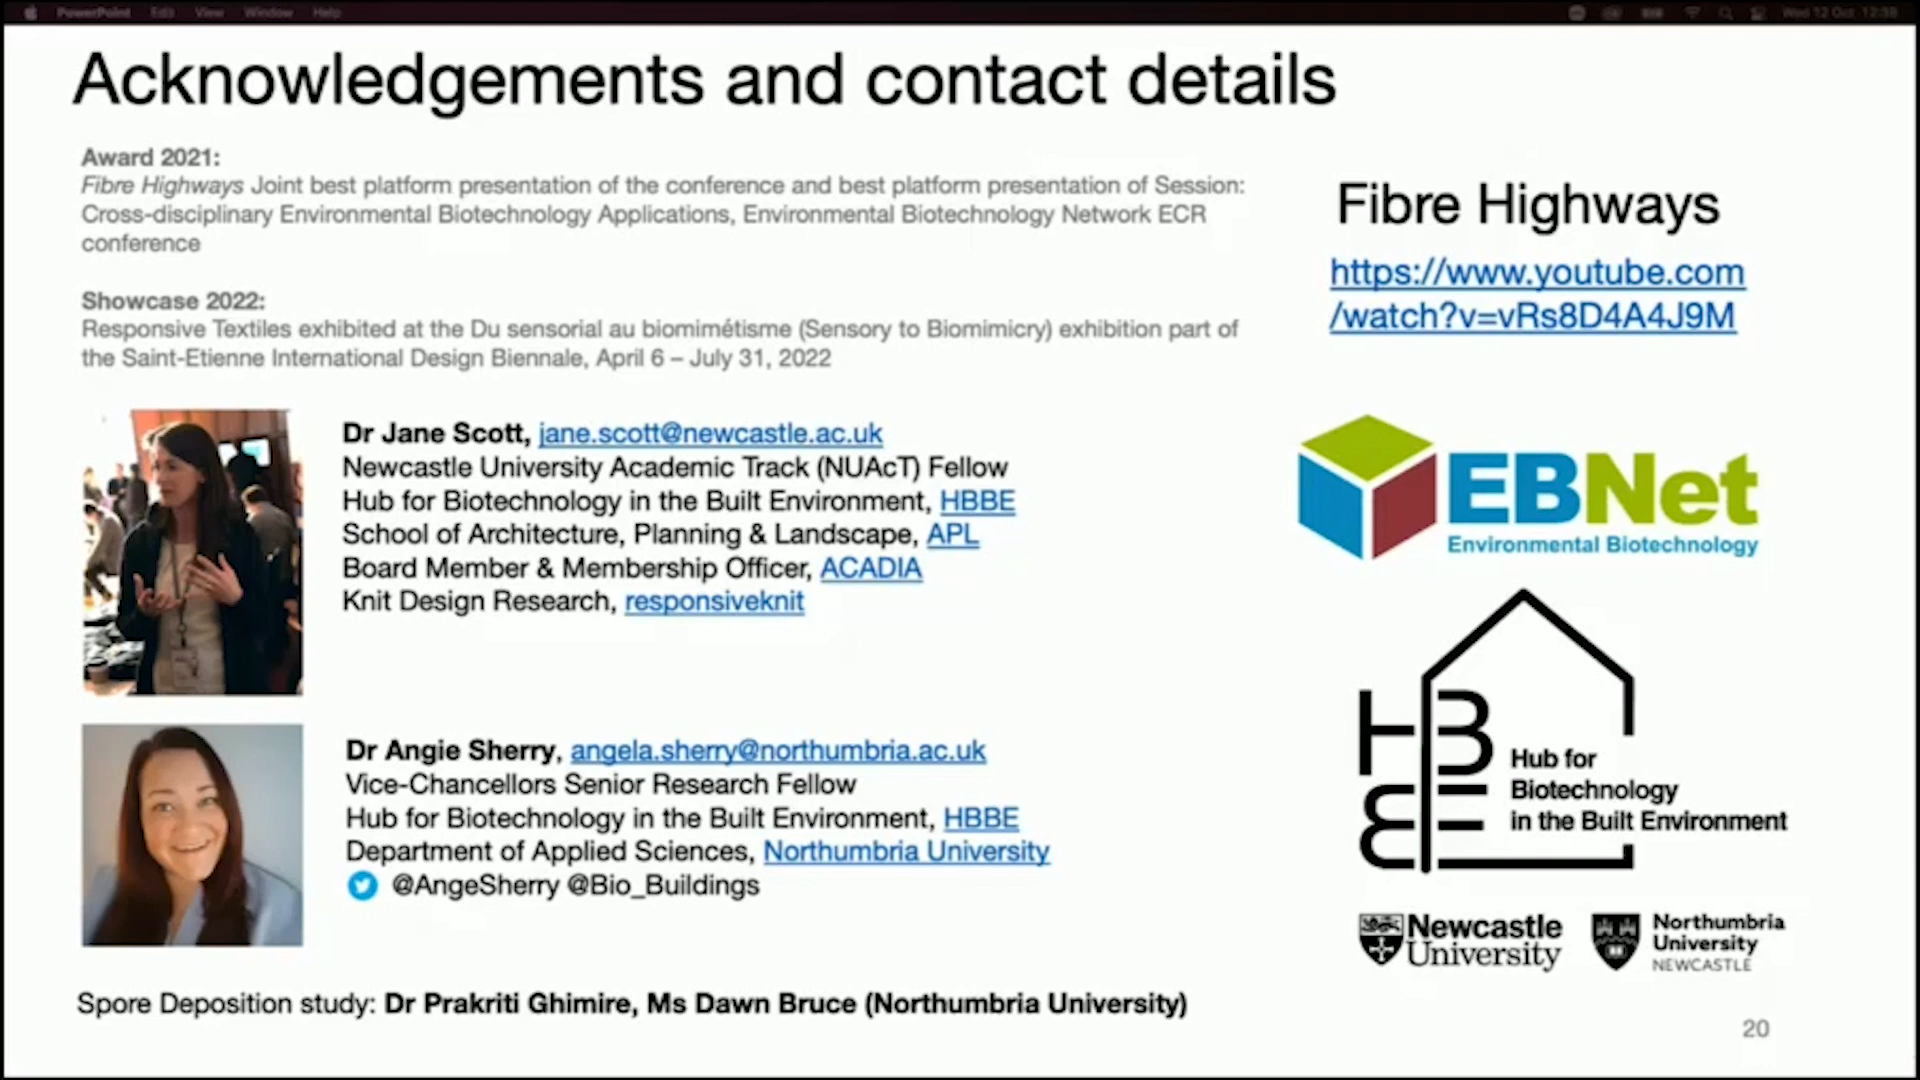 PowerPoint Edit View Window Help
Wed 12 Oct 12:38
Acknowledgements and contact details
Award 2021:
Fibre Highways Joint best platform presentation of the conference and best platform presentation of Session:
Cross-disciplinary Environmental Biotechnology Applications, Environmental Biotechnology Network ECR
conference
Showcase 2022:
Responsive Textiles exhibited at the Du sensorial au biomimétisme (Sensory to Biomimicry) exhibition part of
the Saint-Etienne International Design Biennale, April 6 – July 31, 2022
Fibre Highways
https://www.youtube.com
/watch?v=vRs8D4A4J9M
Dr Jane Scott, jane.scott@newcastle.ac.uk
Newcastle University Academic Track (NUAcT) Fellow
Hub for Biotechnology in the Built Environment, HBBE
School of Architecture, Planning & Landscape, APL
Board Member & Membership Officer, ACADIA
Knit Design Research, responsiveknit
EBNet
Environmental Biotechnology
Dr Angie Sherry, angela.sherry@northumbria.ac.uk
Vice-Chancellors Senior Research Fellow
Hub for Biotechnology in the Built Environment, HBBE
Department of Applied Sciences, Northumbria University
@AngeSherry @Bio_Buildings
HB
BE
Hub for
Biotechnology
in the Built Environment
Newcastle
University
Northumbria
University
NEWCASTLE
Spore Deposition study: Dr Prakriti Ghimire, Ms Dawn Bruce (Northumbria University)
20